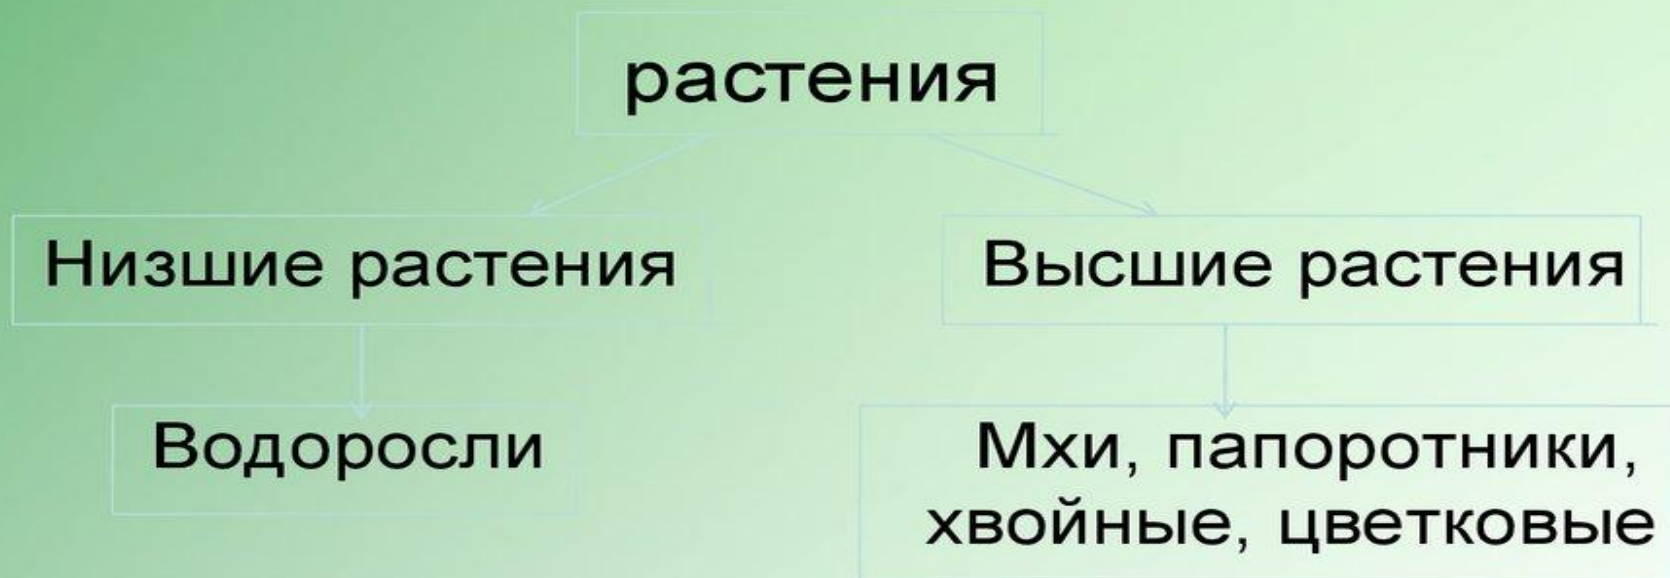 растения
Низшие растения
Высшие растения
Водоросли
Мхи, папоротники,
хвойные, цветковые